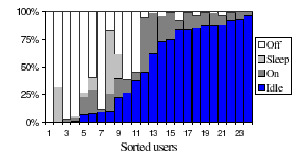 100%
75%
50%
25%
0%
1 3 5 7 9 11 13 15 17 19 21 23
Sorted users
Off
Sleep
On
Idle